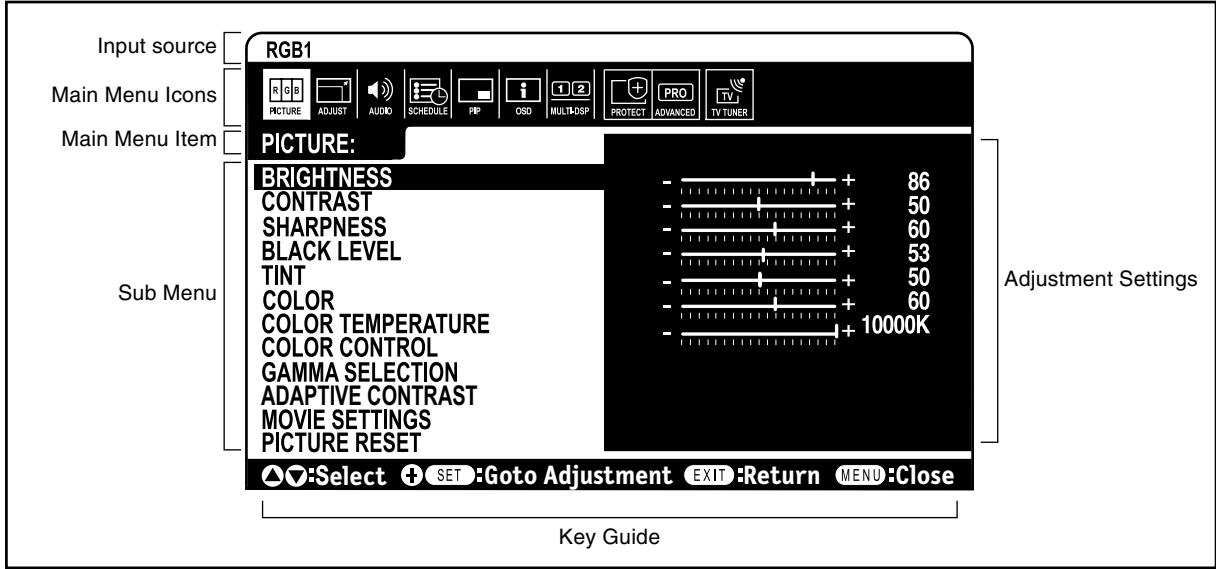 Input source
RGB1
Main Menu Icons
R G B
PICTURE
ADJUST
AUDIO
SCHEDULE
PIP
i
OSD
1 2
MULTI-DSP
PROTECT
PRO
ADVANCED
TV
TV TUNER
Main Menu Item
PICTURE:
Sub Menu
BRIGHTNESS - + 86
CONTRAST - + 50
SHARPNESS - + 60
BLACK LEVEL - + 53
TINT - + 50
COLOR - + 60
COLOR TEMPERATURE - + 10000K
COLOR CONTROL
GAMMA SELECTION
ADAPTIVE CONTRAST
MOVIE SETTINGS
PICTURE RESET
Adjustment Settings
:Select + SET :Goto Adjustment EXIT :Return MENU :Close
Key Guide